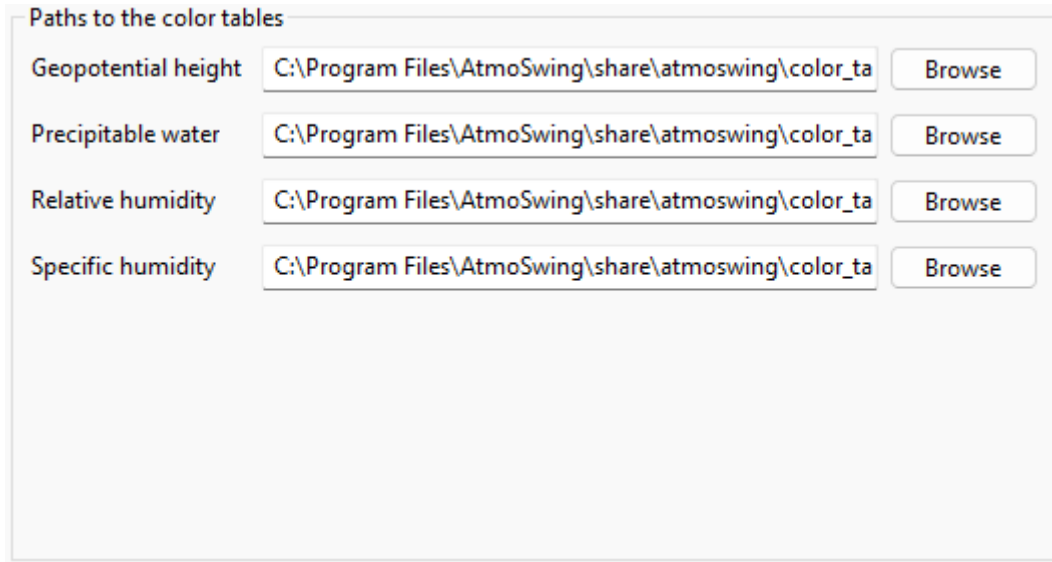 Paths to the color tables
Geopotential height C:\Program Files\AtmoSwing\share\atmoswing\color_ta Browse
Precipitable water C:\Program Files\AtmoSwing\share\atmoswing\color_ta Browse
Relative humidity C:\Program Files\AtmoSwing\share\atmoswing\color_ta Browse
Specific humidity C:\Program Files\AtmoSwing\share\atmoswing\color_ta Browse